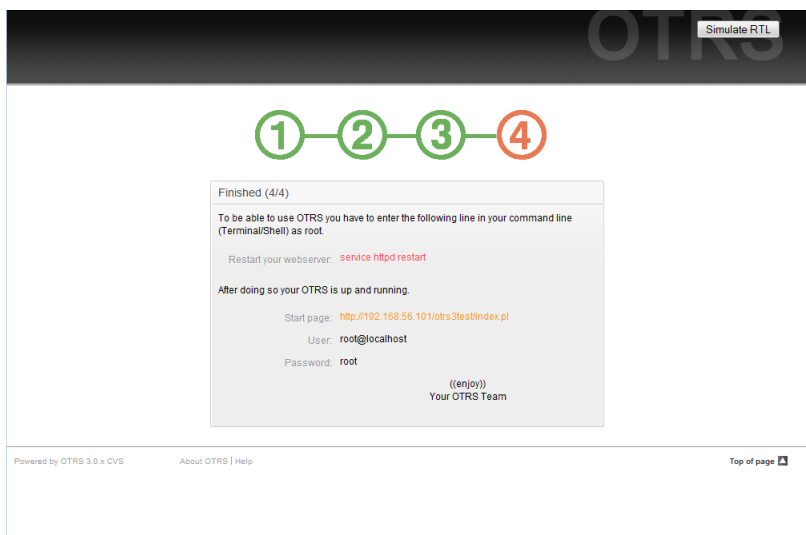 OTRS
Simulate RTL
1 2 3 4
Finished (4/4)
To be able to use OTRS you have to enter the following line in your command line
(Terminal/Shell) as root.
Restart your webserver: service httpd restart
After doing so your OTRS is up and running.
Start page: http://192.168.56.101/otrs3test/index.pl
User: root@localhost
Password: root
((enjoy))
Your OTRS Team
Powered by OTRS 3.0.x CVS About OTRS | Help Top of page